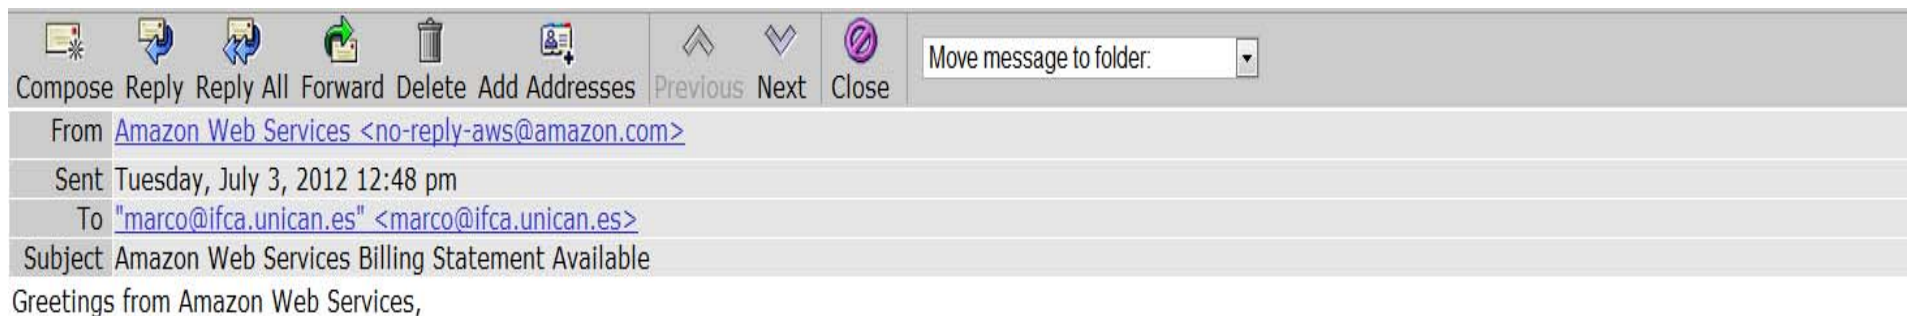 Compose Reply Reply All Forward Delete Add Addresses Previous Next Close Move message to folder:
From Amazon Web Services <no-reply-aws@amazon.com>
Sent Tuesday, July 3, 2012 12:48 pm
To "marco@ifca.unican.es" <marco@ifca.unican.es>
Subject Amazon Web Services Billing Statement Available
Greetings from Amazon Web Services,